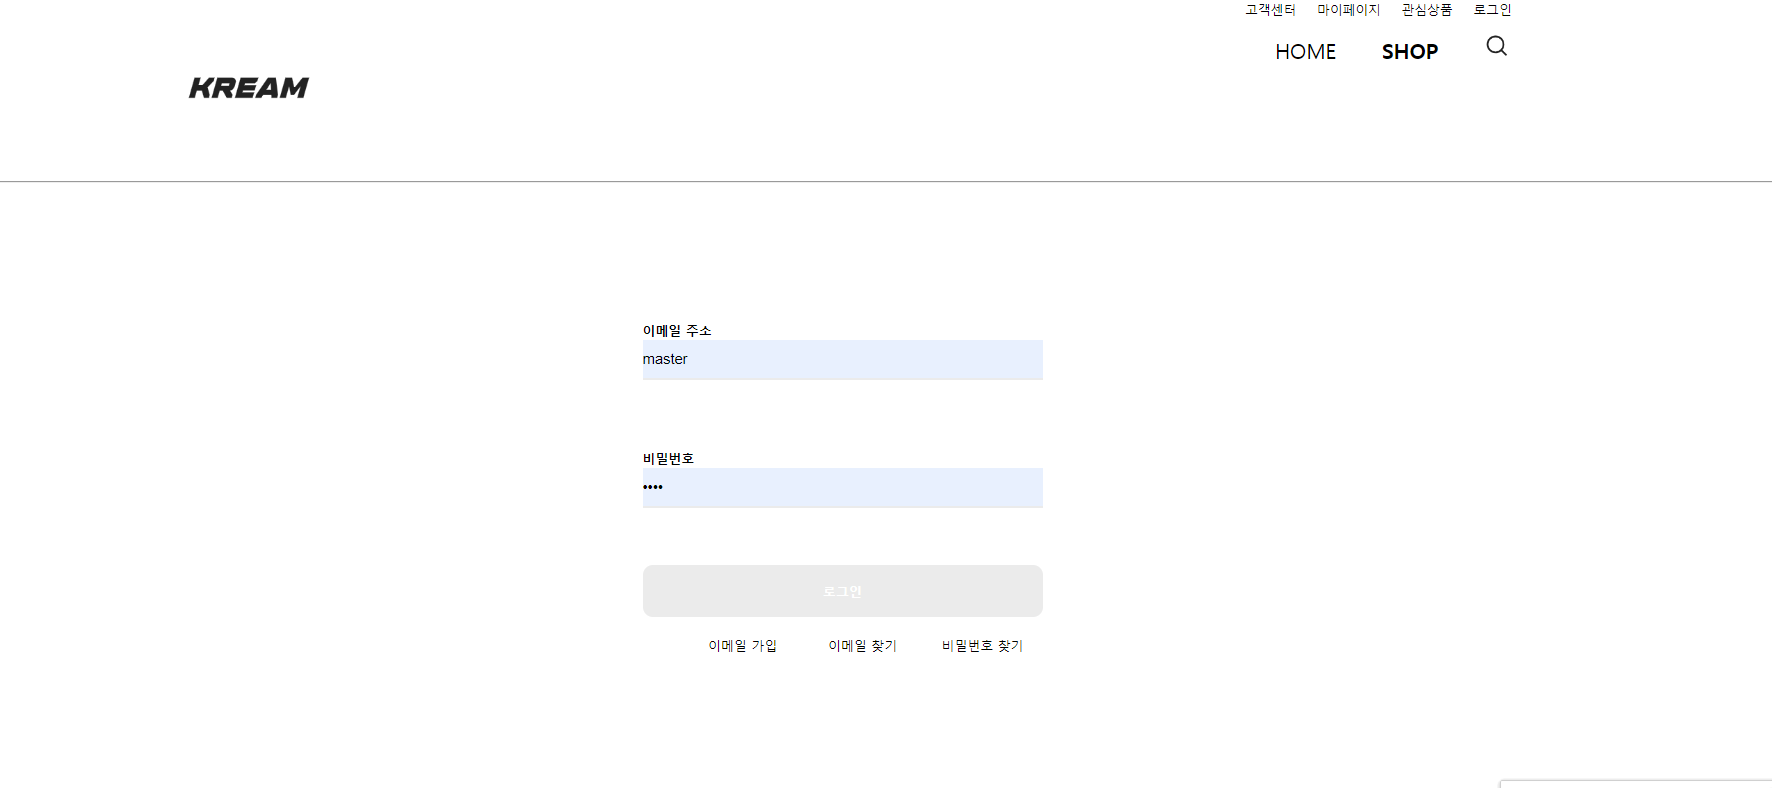 고객센터 마이페이지 관심상품 로그인
HOME SHOP
KREAM
이메일 주소
master
비밀번호
••••
로그인
이메일 가입 이메일 찾기 비밀번호 찾기